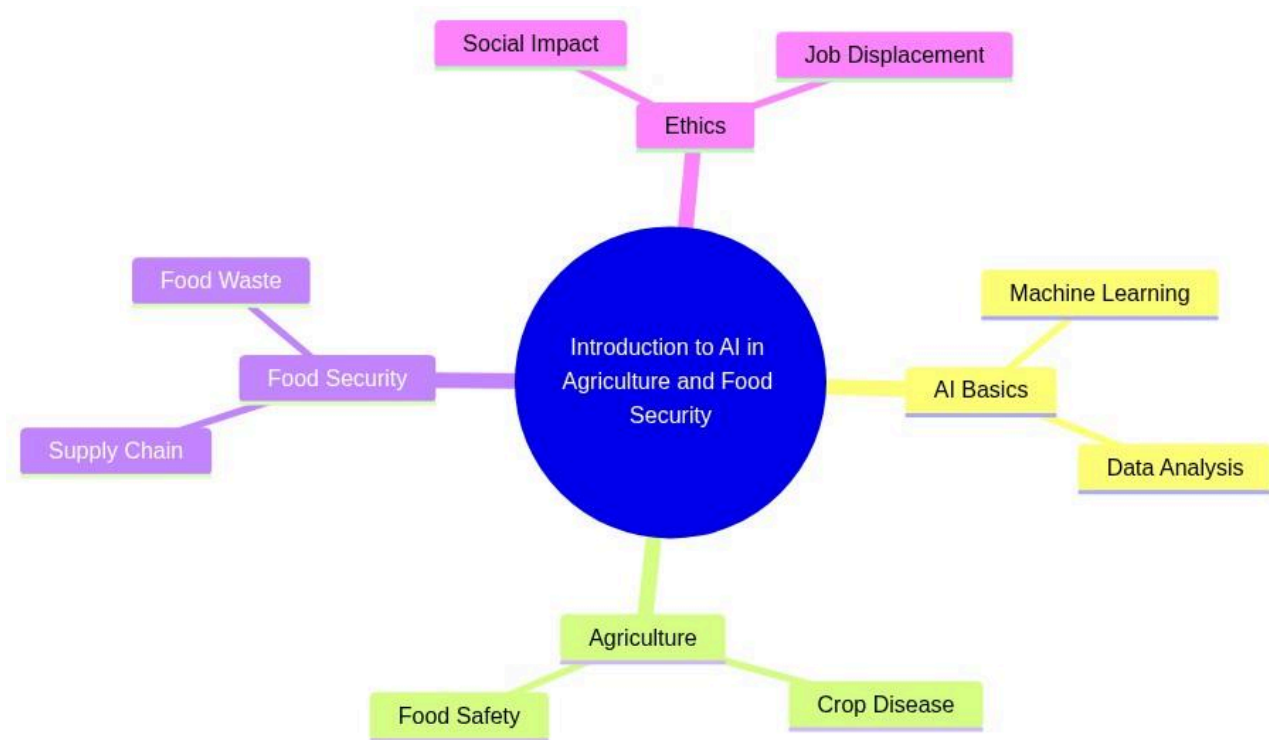 Social Impact
Job Displacement
Ethics
Food Waste
Machine Learning
Introduction to AI in
Agriculture and Food
Security
Food Security
AI Basics
Supply Chain
Data Analysis
Agriculture
Food Safety
Crop Disease